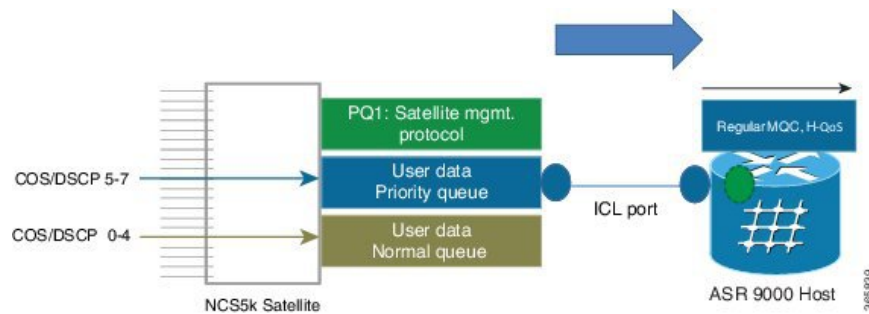 PQ1: Satellite mgmt.
protocol
Regular MQC, H-QoS
COS/DSCP 5-7
User data
Priority queue
ICL port
COS/DSCP 0-4
User data
Normal queue
NCS5k Satellite
ASR 9000 Host
365839